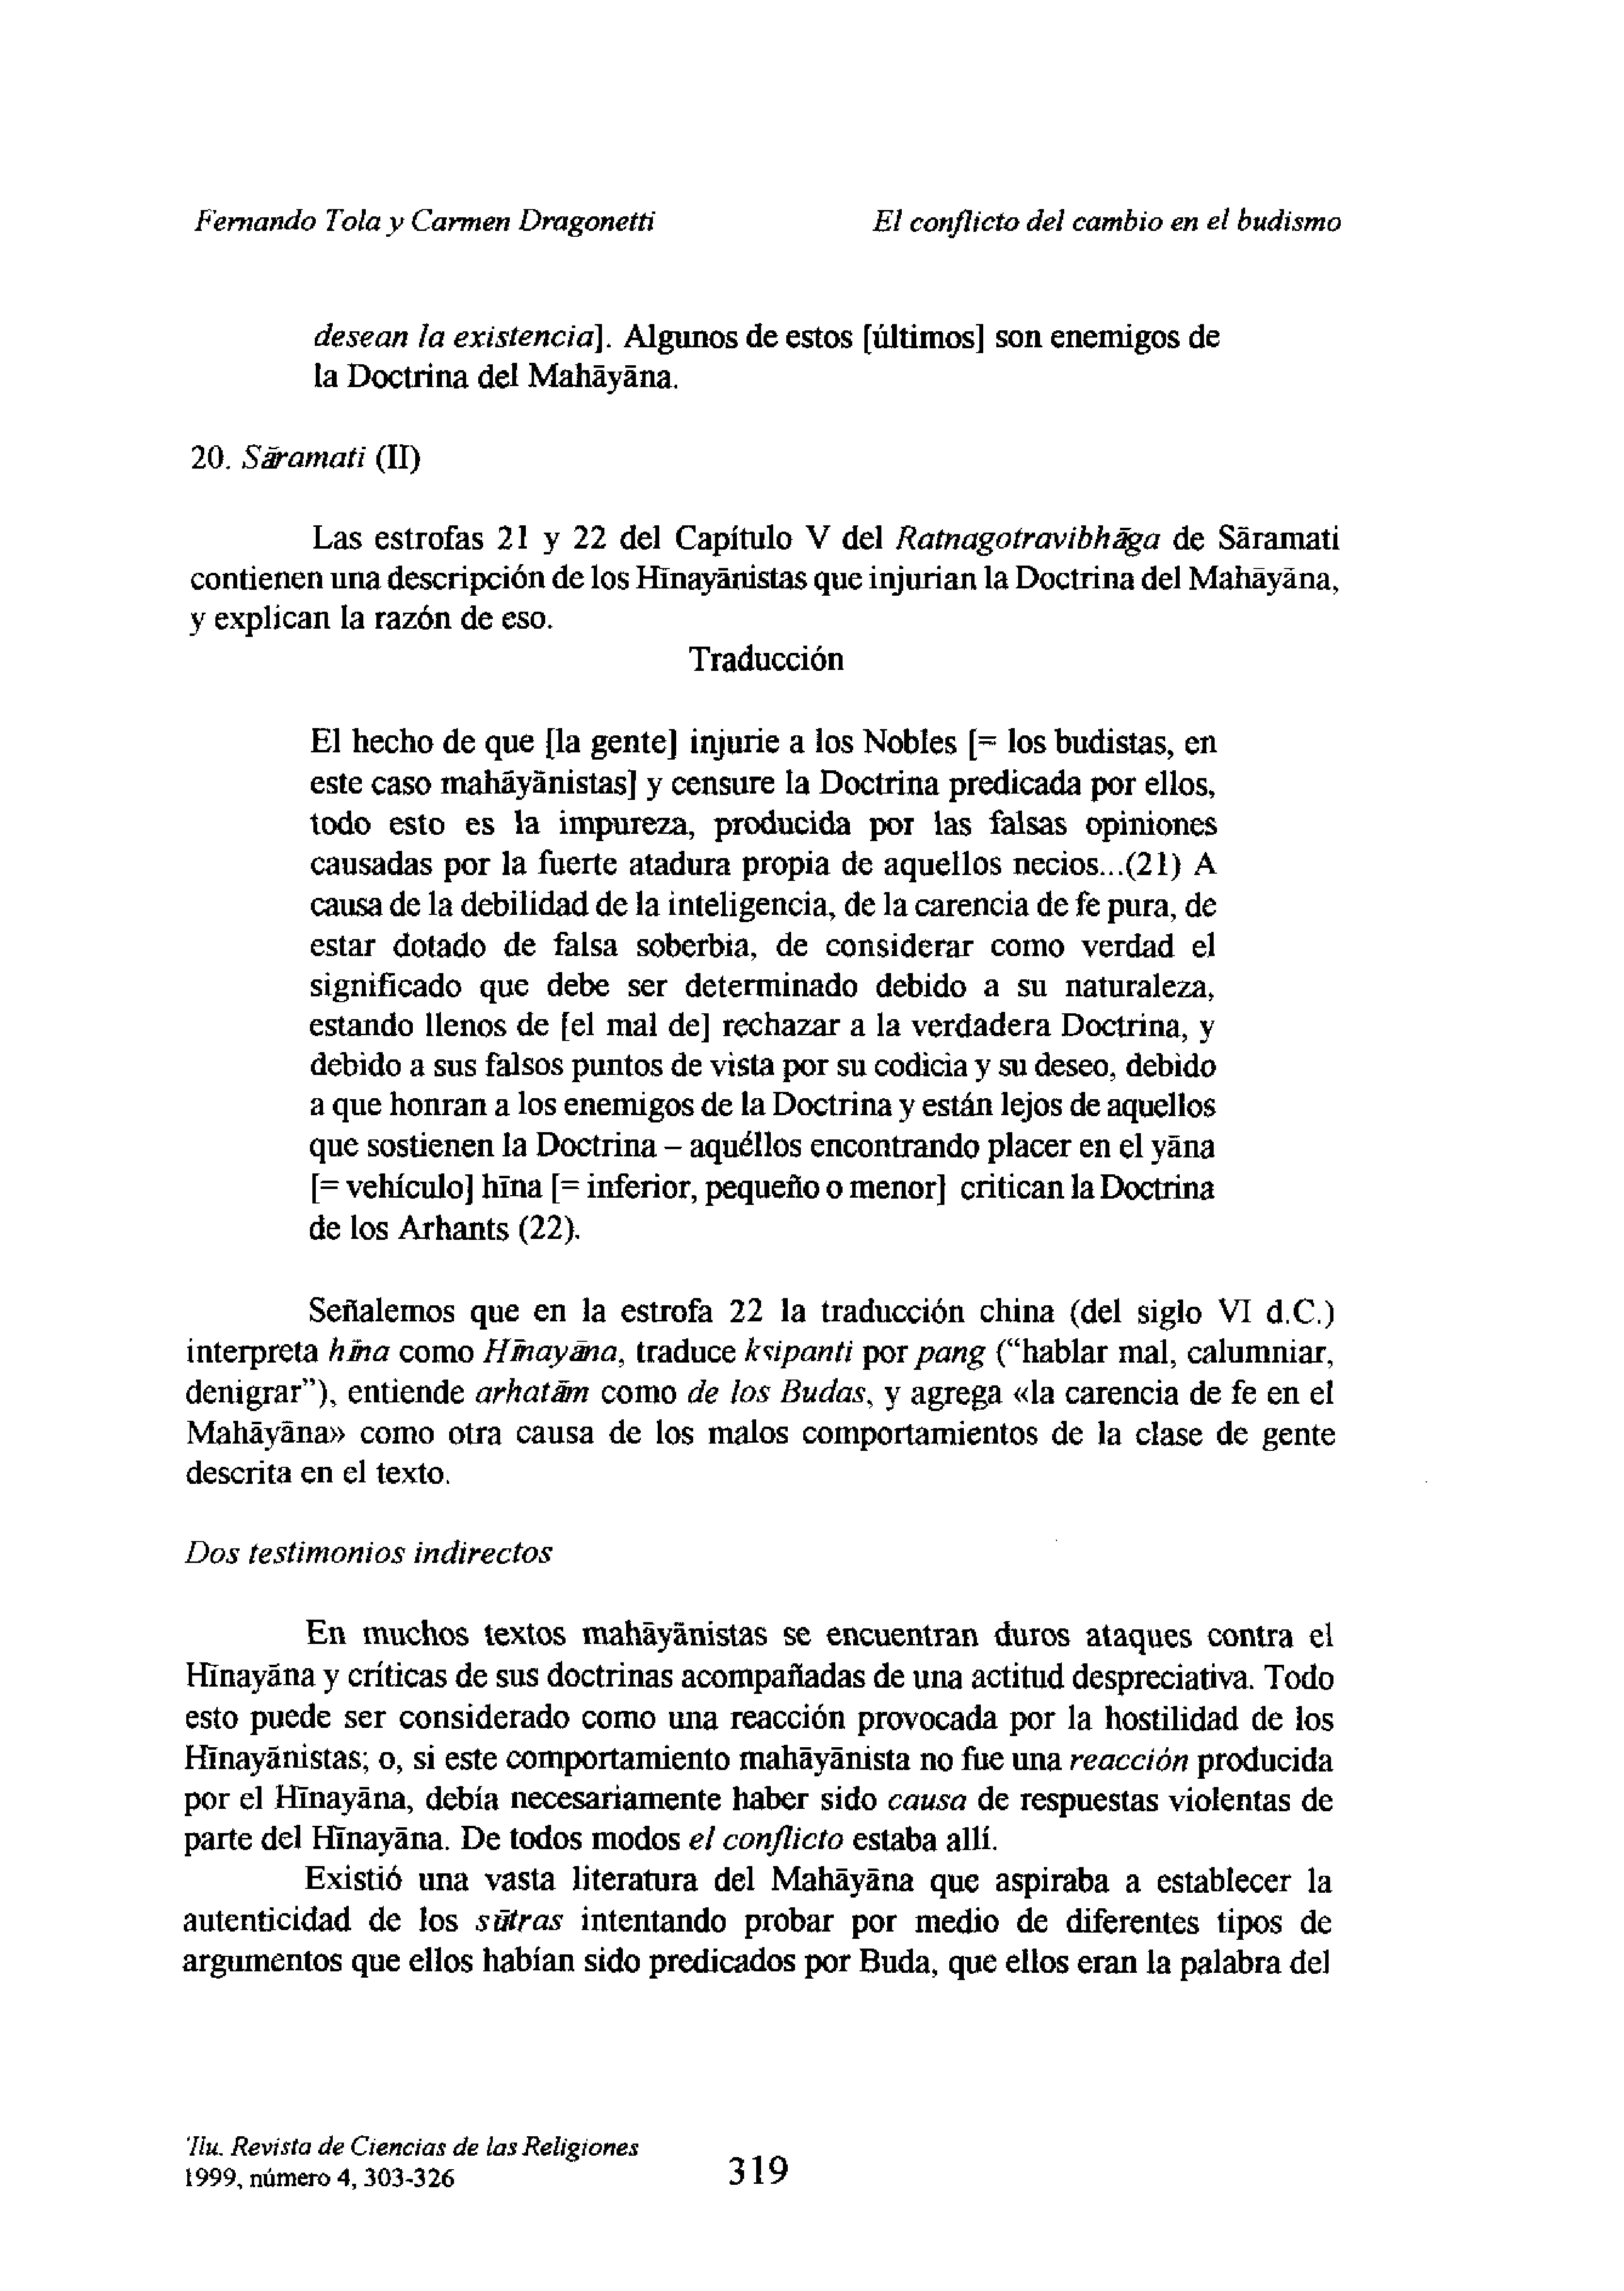 Fernando Tola y Carmen Dragonetti El conflicto del cambio en el budismo
desean la existencia]. Algunos de estos [últimos] son enemigos de
la Doctrina del Mahāyāna.
20. Sāramati (II)
Las estrofas 21 y 22 del Capítulo V del Ratnagotravibhāga de Sāramati
contienen una descripción de los Hīnayānistas que injurian la Doctrina del Mahāyāna,
y explican la razón de eso.
Traducción
El hecho de que [la gente] injurie a los Nobles [= los budistas, en
este caso mahāyānistas] y censure la Doctrina predicada por ellos,
todo esto es la impureza, producida por las falsas opiniones
causadas por la fuerte atadura propia de aquellos necios...(21) A
causa de la debilidad de la inteligencia, de la carencia de fe pura, de
estar dotado de falsa soberbia, de considerar como verdad el
significado que debe ser determinado debido a su naturaleza,
estando llenos de [el mal de] rechazar a la verdadera Doctrina, y
debido a sus falsos puntos de vista por su codicia y su deseo, debido
a que honran a los enemigos de la Doctrina y están lejos de aquellos
que sostienen la Doctrina – aquéllos encontrando placer en el yāna
[= vehículo] hīna [= inferior, pequeño o menor] critican la Doctrina
de los Arhants (22).
Señalemos que en la estrofa 22 la traducción china (del siglo VI d.C.)
interpreta hīna como Hīnayāna, traduce kṣipanti por pang (“hablar mal, calumniar,
denigrar”), entiende arhatām como de los Budas, y agrega «la carencia de fe en el
Mahāyāna» como otra causa de los malos comportamientos de la clase de gente
descrita en el texto.
Dos testimonios indirectos
En muchos textos mahāyānistas se encuentran duros ataques contra el
Hīnayāna y críticas de sus doctrinas acompañadas de una actitud despreciativa. Todo
esto puede ser considerado como una reacción provocada por la hostilidad de los
Hīnayānistas; o, si este comportamiento mahāyānista no fue una reacción producida
por el Hīnayāna, debía necesariamente haber sido causa de respuestas violentas de
parte del Hīnayāna. De todos modos el conflicto estaba allí.
Existió una vasta literatura del Mahāyāna que aspiraba a establecer la
autenticidad de los sūtras intentando probar por medio de diferentes tipos de
argumentos que ellos habían sido predicados por Buda, que ellos eran la palabra del
'Ilu. Revista de Ciencias de las Religiones
1999, número 4, 303-326 319